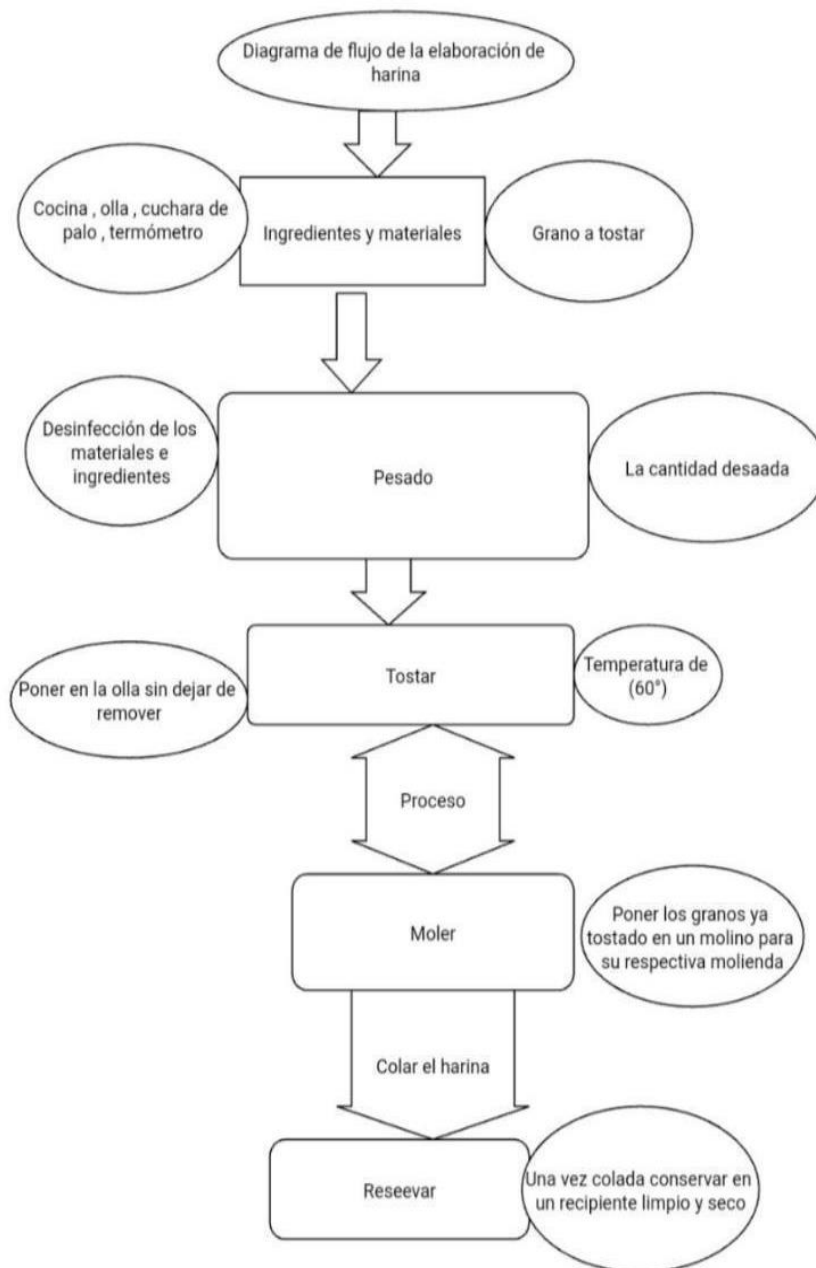 Diagrama de flujo de la elaboración de
harina
Cocina , olla , cuchara de
palo , termómetro
Ingredientes y materiales
Grano a tostar
Desinfección de los
materiales e
ingredientes
Pesado
La cantidad desaada
Poner en la olla sin dejar de
remover
Tostar
Temperatura de
(60°)
Proceso
Moler
Poner los granos ya
tostado en un molino para
su respectiva molienda
Colar el harina
Reseevar
Una vez colada conservar en
un recipiente limpio y seco